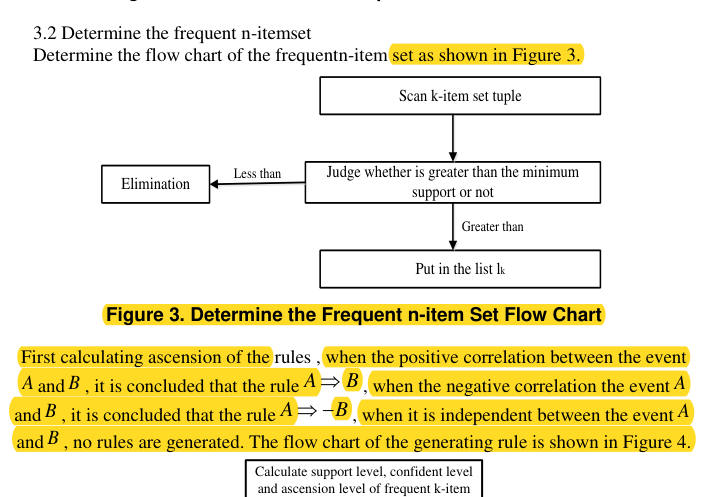 3.2 Determine the frequent n-itemset
Determine the flow chart of the frequentn-item set as shown in Figure 3.
Scan k-item set tuple
Elimination
Less than
Judge whether is greater than the minimum
support or not
Greater than
Put in the list lₖ
Figure 3. Determine the Frequent n-item Set Flow Chart
First calculating ascension of the rules , when the positive correlation between the event
A and B , it is concluded that the rule A ⇒ B , when the negative correlation the event A
and B , it is concluded that the rule A ⇒ −B , when it is independent between the event A
and B , no rules are generated. The flow chart of the generating rule is shown in Figure 4.
Calculate support level, confident level
and ascension level of frequent k-item